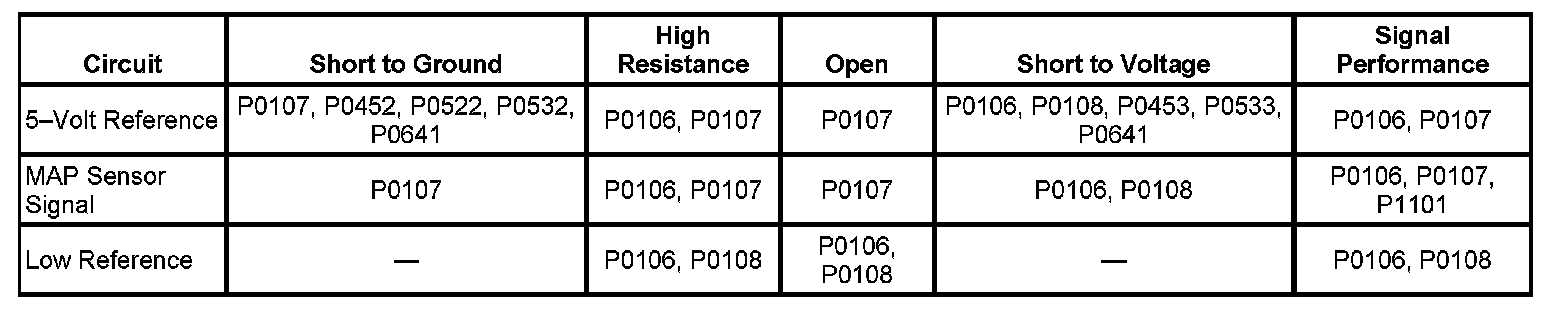 Circuit
Short to Ground
High
Resistance
Open
Short to Voltage
Signal
Performance
5–Volt Reference
P0107, P0452, P0522, P0532,
P0641
P0106, P0107
P0107
P0106, P0108, P0453, P0533,
P0641
P0106, P0107
MAP Sensor
Signal
P0107
P0106, P0107
P0107
P0106, P0108
P0106, P0107,
P1101
Low Reference
—
P0106, P0108
P0106,
P0108
—
P0106, P0108